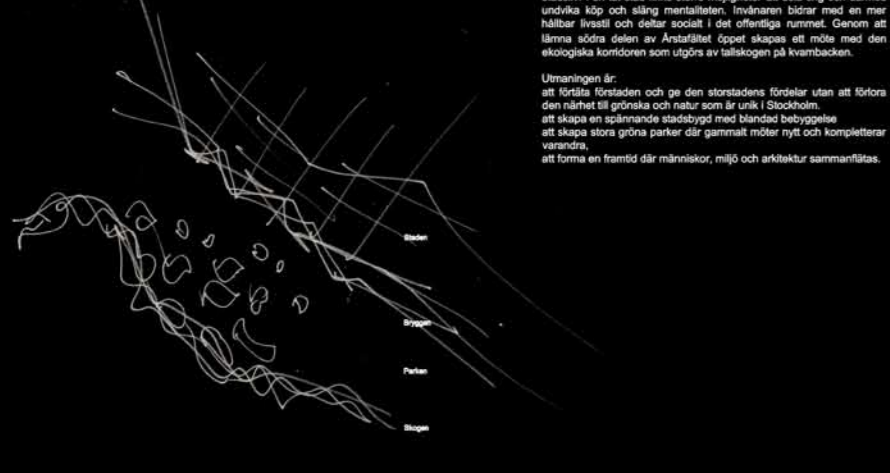 undvika köp och släng mentaliteten. Invånaren bidrar med en mer
hållbar livsstil och deltar socialt i det offentliga rummet. Genom att
lämna södra delen av Årstafältet öppet skapas ett möte med den
ekologiska korridoren som utgörs av tallskogen på kvarnbacken.
Utmaningen är:
att förtäta förstaden och ge den storstadens fördelar utan att förlora
den närhet till grönska och natur som är unik i Stockholm.
att skapa en spännande stadsbygd med blandad bebyggelse
att skapa stora gröna parker där gammalt möter nytt och kompletterar
varandra,
att forma en framtid där människor, miljö och arkitektur sammanflätas.
Staden
Bryggan
Parken
Skogen